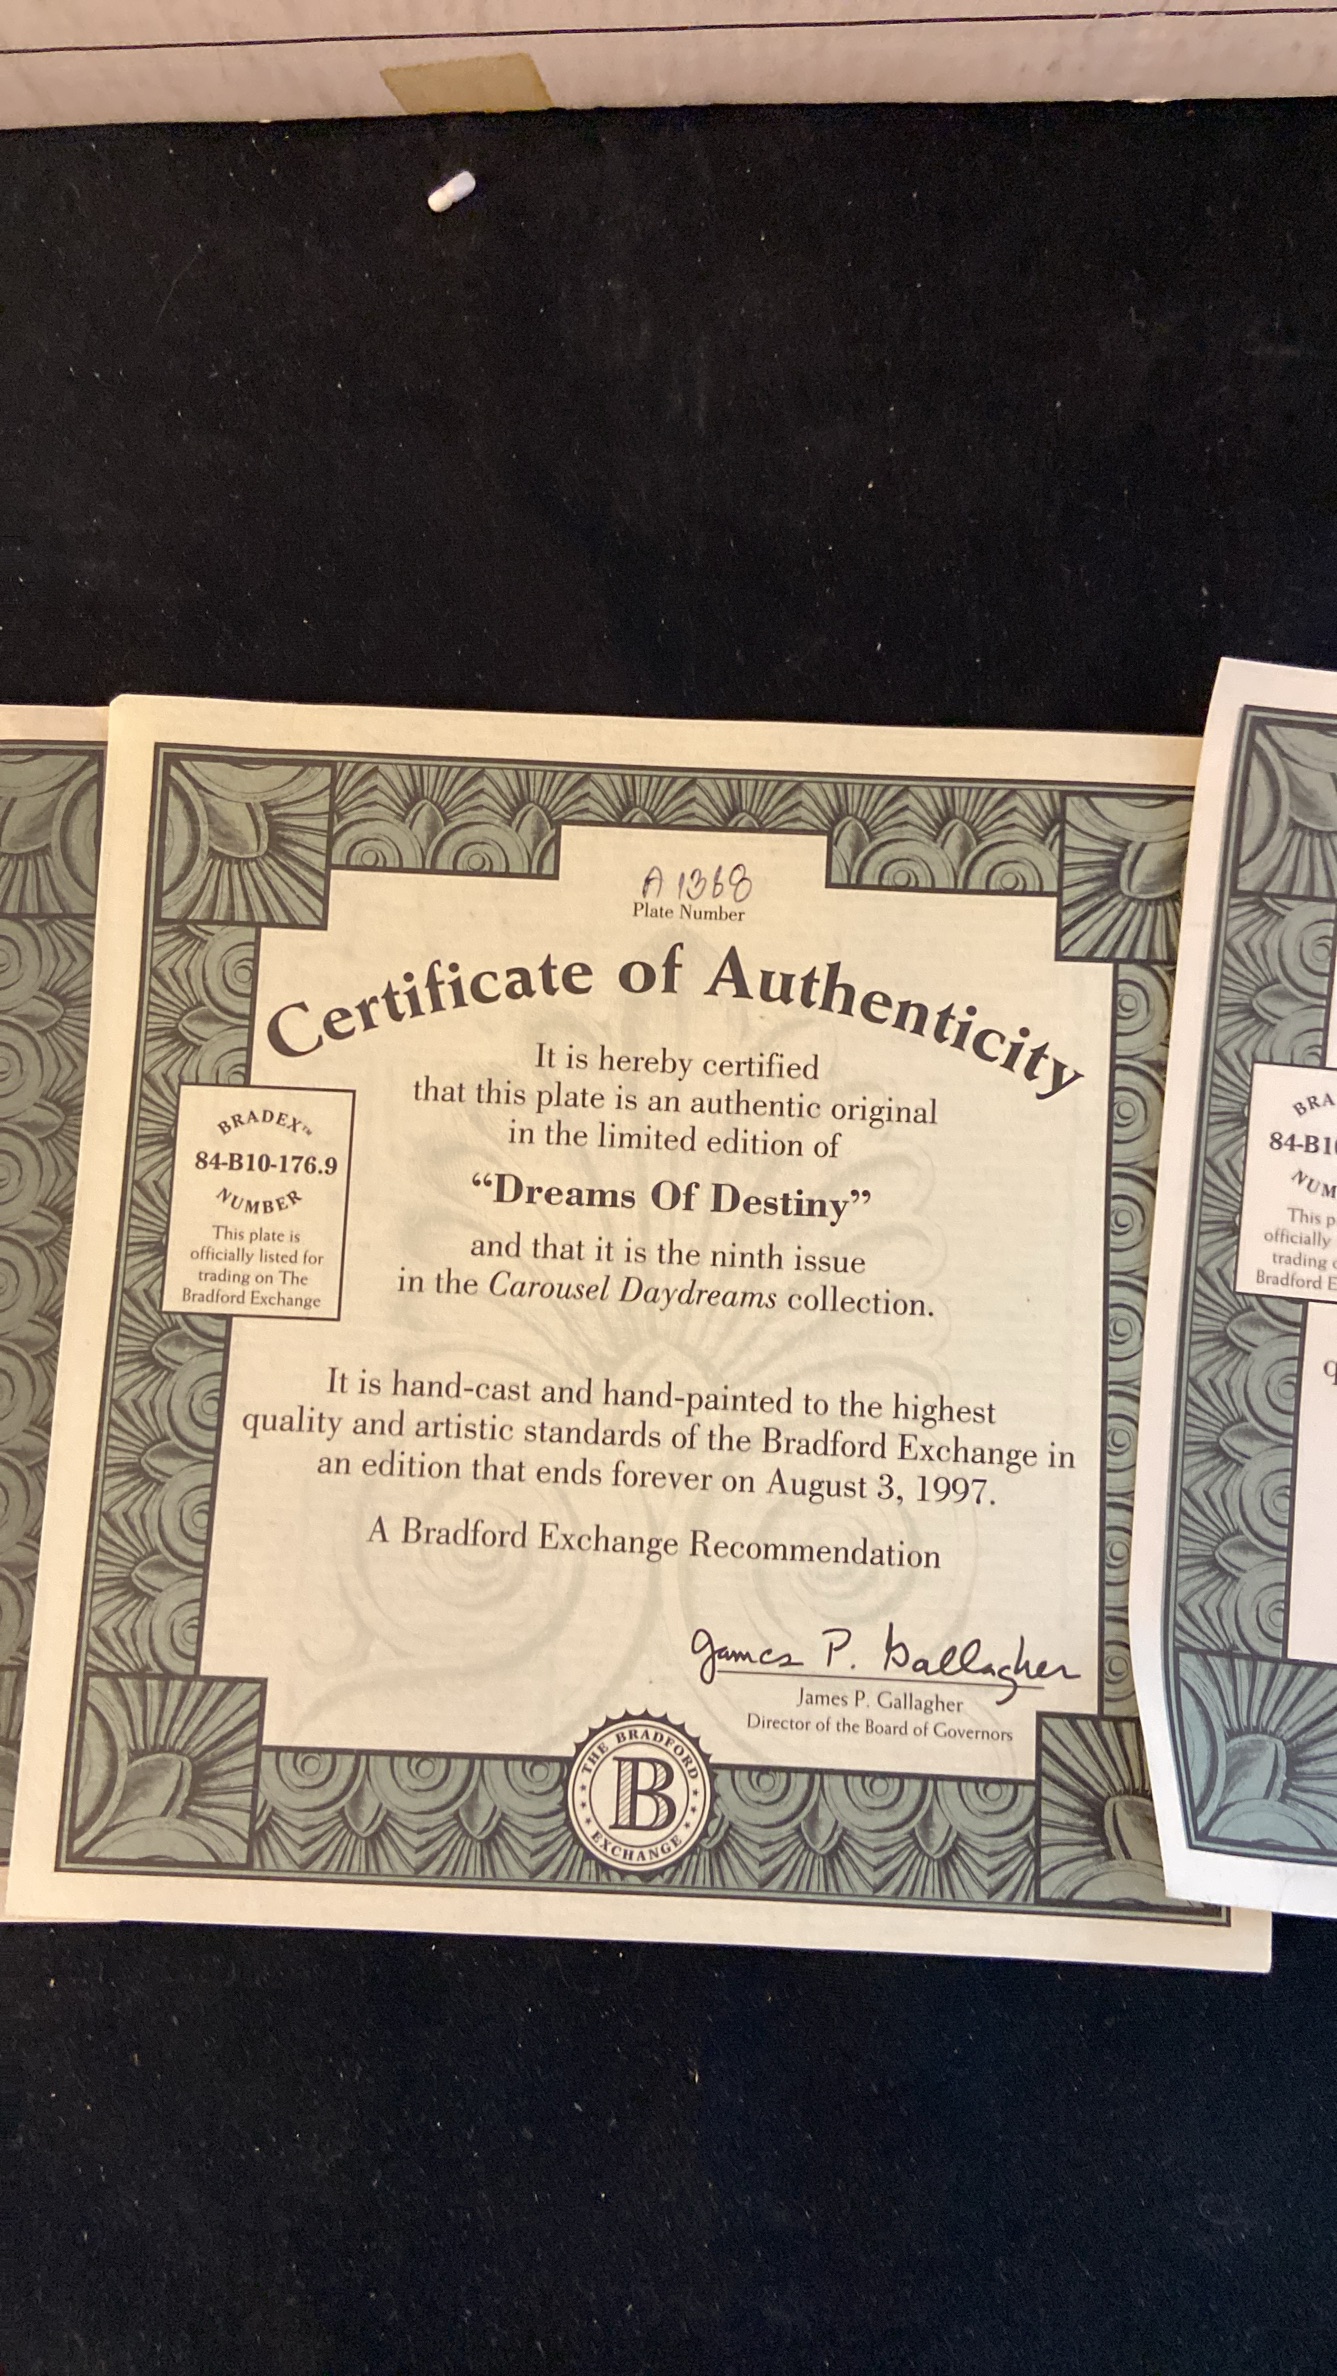 A 1368
Plate Number
Certificate of Authenticity
It is hereby certified
that this plate is an authentic original
in the limited edition of
“Dreams Of Destiny”
and that it is the ninth issue
in the Carousel Daydreams collection.
BRADEX™
84-B10-176.9
NUMBER
This plate is
officially listed for
trading on The
Bradford Exchange
It is hand-cast and hand-painted to the highest
quality and artistic standards of the Bradford Exchange in
an edition that ends forever on August 3, 1997.
A Bradford Exchange Recommendation
James P. Gallagher
James P. Gallagher
Director of the Board of Governors
THE BRADFORD
B
EXCHANGE
BRA
84-B1
NUM
This p
officially
trading
Bradford E
q